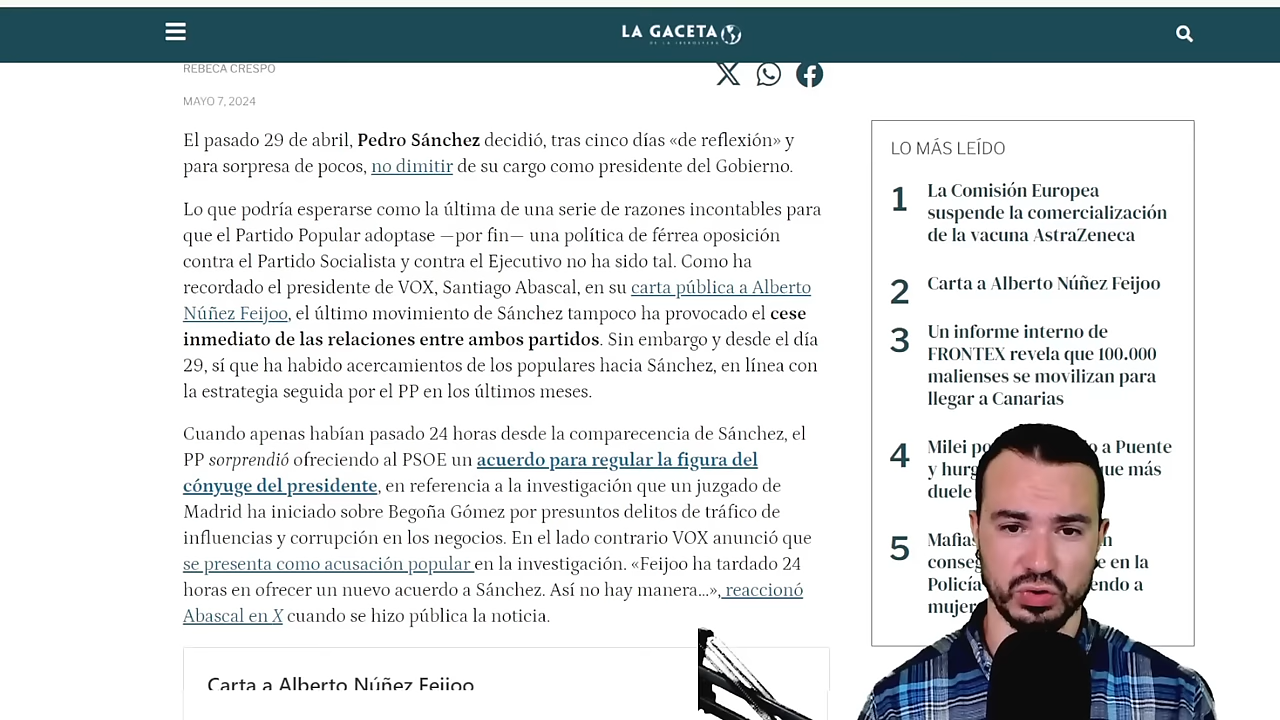 LA GACETA
REBECA CRESPO
MAYO 7, 2024
El pasado 29 de abril, Pedro Sánchez decidió, tras cinco días «de reflexión» y
para sorpresa de pocos, no dimitir de su cargo como presidente del Gobierno.
Lo que podría esperarse como la última de una serie de razones incontables para
que el Partido Popular adoptase —por fin— una política de férrea oposición
contra el Partido Socialista y contra el Ejecutivo no ha sido tal. Como ha
recordado el presidente de VOX, Santiago Abascal, en su carta pública a Alberto
Núñez Feijoo, el último movimiento de Sánchez tampoco ha provocado el cese
inmediato de las relaciones entre ambos partidos. Sin embargo y desde el día
29, sí que ha habido acercamientos de los populares hacia Sánchez, en línea con
la estrategia seguida por el PP en los últimos meses.
Cuando apenas habían pasado 24 horas desde la comparecencia de Sánchez, el
PP sorprendió ofreciendo al PSOE un acuerdo para regular la figura del
cónyuge del presidente, en referencia a la investigación que un juzgado de
Madrid ha iniciado sobre Begoña Gómez por presuntos delitos de tráfico de
influencias y corrupción en los negocios. En el lado contrario VOX anunció que
se presenta como acusación popular en la investigación. «Feijoo ha tardado 24
horas en ofrecer un nuevo acuerdo a Sánchez. Así no hay manera...», reaccionó
Abascal en X cuando se hizo pública la noticia.
Carta a Alberto Núñez Feijoo
LO MÁS LEÍDO
1
La Comisión Europea
suspende la comercialización
de la vacuna AstraZeneca
2
Carta a Alberto Núñez Feijoo
3
Un informe interno de
FRONTEX revela que 100.000
malienses se movilizan para
llegar a Canarias
4
Milei a Puente
y más
duele
5
en la